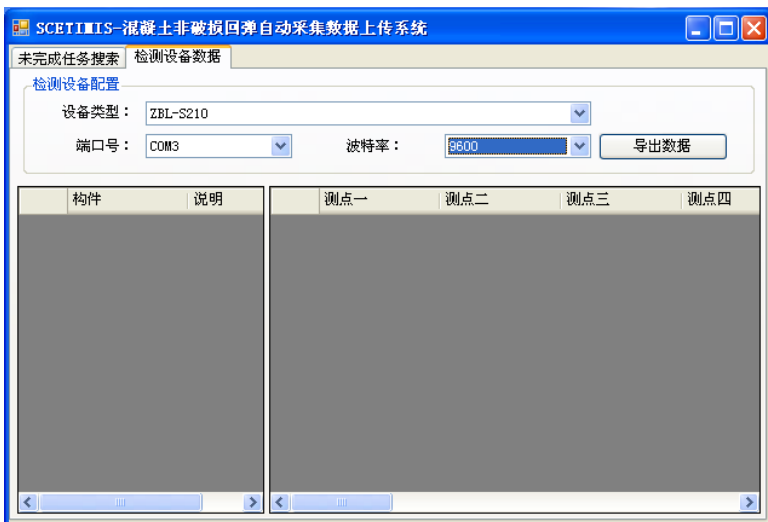 SCETIMIS-混凝土非破损回弹自动采集数据上传系统
未完成任务搜索 检测设备数据
检测设备配置
设备类型： ZBL-S210
端口号： COM3 波特率： 9600 导出数据
构件 说明 测点一 测点二 测点三 测点四